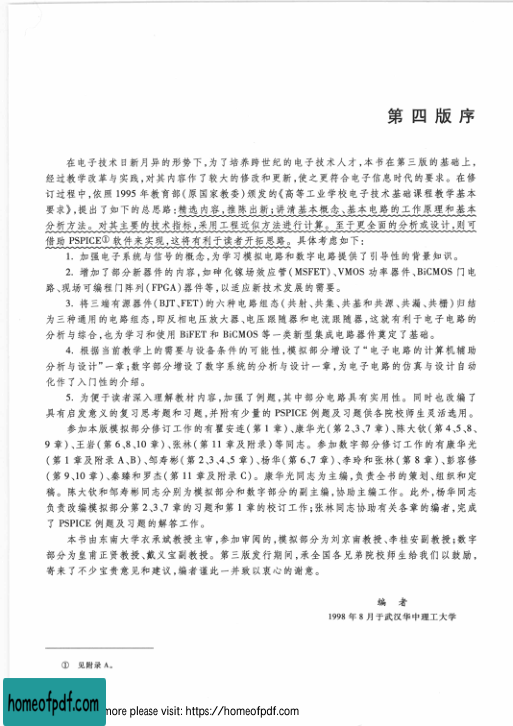 第四版序
在电子技术日新月异的形势下,为了培养跨世纪的电子技术人才,本书在第三版的基础上,
经过教学改革与实践,对其内容作了较大的修改和更新,使之更符合电子信息时代的要求。在修
订过程中,依照1995年教育部(原国家教委)颁发的《高等工业学校电子技术基础课程教学基本
要求》,提出了如下的总思路:精选内容,推陈出新;讲清基本概念、基本电路的工作原理和基本
分析方法。对其主要的技术指标,采用工程近似方法进行计算。至于更全面的分析或设计,则可
借助PSPICE①软件来实现,这将有利于读者开拓思路。具体考虑如下:
1. 加强电子系统与信号的概念,为学习模拟电路和数字电路提供了引导性的背景知识。
2. 增加了部分新器件的内容,如砷化镓场效应管(MSFET)、VMOS功率器件、BiCMOS门电
路、现场可编程门阵列(FPGA)器件等,以适应新技术发展的需要。
3. 将三端有源器件(BJT、FET)的六种电路组态(共射、共集、共基和共源、共漏、共栅)归结
为三种通用的电路组态,即反相电压放大器、电压跟随器和电流跟随器,这就有利于电子电路的
分析与综合,也为学习和使用BiFET和BiCMOS等一类新型集成电路器件奠定了基础。
4. 根据当前教学上的需要与设备条件的可能性,模拟部分增设了“电子电路的计算机辅助
分析与设计”一章;数字部分增设了数字系统的分析与设计一章,为电子电路的仿真与设计自动
化作了入门性的介绍。
5. 为便于读者深入理解教材内容,加强了例题,其中部分电路具有实用性。同时也改编了
具有启发意义的复习思考题和习题,并附有少量的PSPICE例题及习题供各院校师生灵活选用。
参加本版模拟部分修订工作的有瞿安连(第1章)、康华光(第2、3、7章)、陈大钦(第4、5、8、
9章)、王岩(第6、8、10章)、张林(第11章及附录)等同志。参加数字部分修订工作的有康华光
(第1章及附录A、B)、邹寿彬(第2、3、4、5章)、杨华(第6、7章)、李玲和张林(第8章)、彭容修
(第9、10章)、秦臻和罗杰(第11章及附录C)。康华光同志为主编,负责全书的策划、组织和定
稿。陈大钦和邹寿彬同志分别为模拟部分和数字部分的副主编,协助主编工作。此外,杨华同志
负责改编模拟部分第2、3、7章的习题和第1章的校订工作;张林同志协助有关各章的编者,完成
了PSPICE例题及习题的解答工作。
本书由东南大学衣承斌教授主审,参加审阅的,模拟部分为刘京南教授、李桂安副教授;数字
部分为皇甫正贤教授、戴义宝副教授。第三版发行期间,承全国各兄弟院校师生给我们以鼓励,
寄来了不少宝贵意见和建议,编者谨此一并致以衷心的谢意。
编 者
1998年8月于武汉华中理工大学
① 见附录A。
homeofpdf.com
more please visit: https://homeofpdf.com